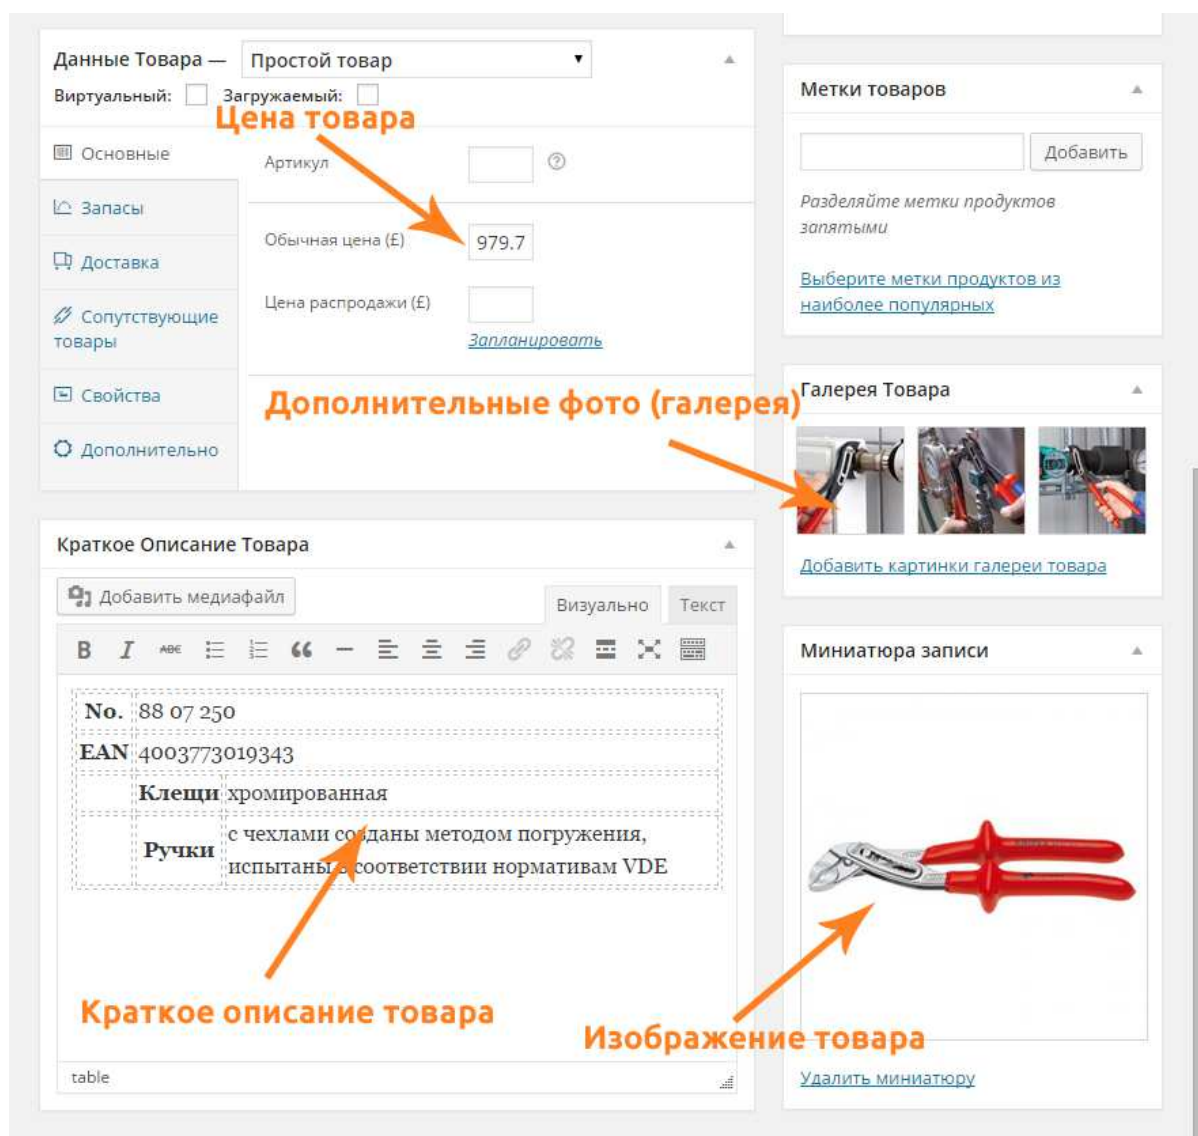 Данные Товара — Простой товар
Виртуальный: Загружаемый:
Цена товара
Основные
Запасы
Доставка
Сопутствующие
товары
Свойства
Дополнительно
Артикул
Обычная цена (£) 979.7
Цена распродажи (£)
Запланировать
Дополнительные фото (галерея)
Краткое Описание Товара
Добавить медиафайл
Визуально Текст
B I ABC
No. 88 07 250
EAN 4003773019343
Клещи хромированная
Ручки с чехлами созданы методом погружения,
испытаны в соответствии нормативам VDE
Краткое описание товара
table
Метки товаров
Добавить
Разделяйте метки продуктов
запятыми
Выберите метки продуктов из
наиболее популярных
Галерея Товара
Добавить картинки галереи товара
Миниатюра записи
Изображение товара
Удалить миниатюру